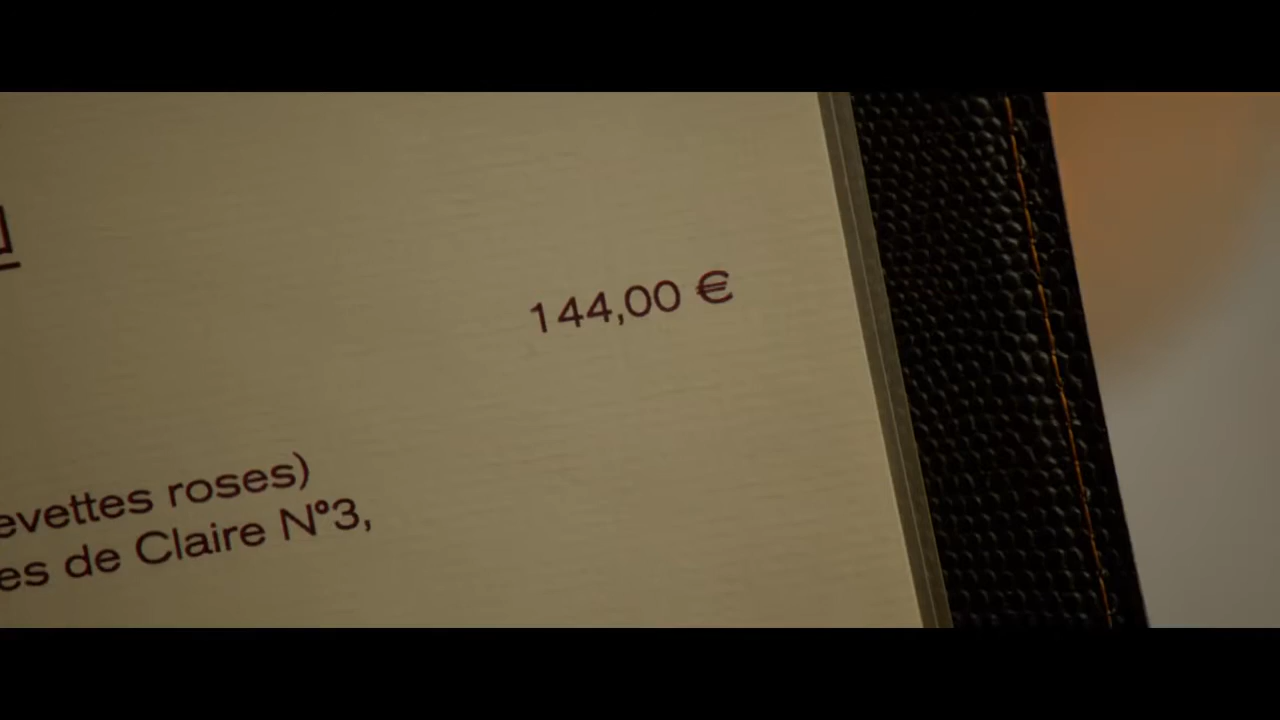 144,00 €
evettes roses)
es de Claire N°3,